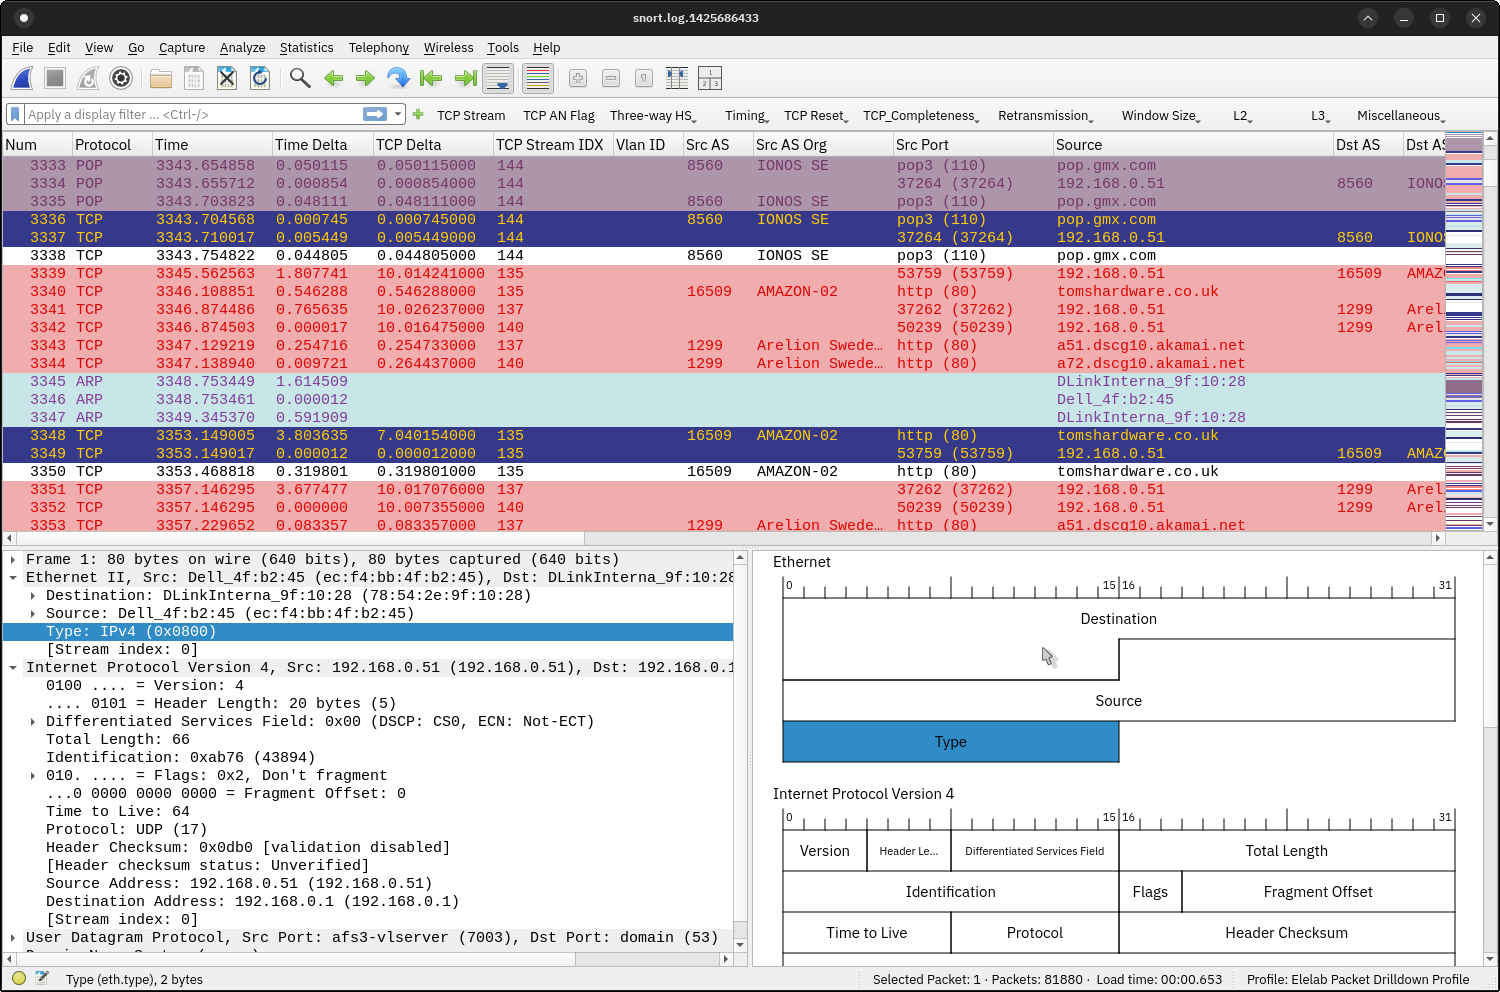 snort.log.1425686433
File Edit View Go Capture Analyze Statistics Telephony Wireless Tools Help
Apply a display filter ... <Ctrl-/> TCP Stream TCP AN Flag Three-way HS Timing TCP Reset TCP_Completeness Retransmission Window Size L2 L3 Miscellaneous
Num Protocol Time Time Delta TCP Delta TCP Stream IDX Vlan ID Src AS Src AS Org Src Port Source Dst AS Dst AS
3333 POP 3343.654858 0.050115 0.050115000 144 8560 IONOS SE pop3 (110) pop.gmx.com
3334 POP 3343.655712 0.000854 0.000854000 144 37264 (37264) 192.168.0.51 8560 IONO
3335 POP 3343.703823 0.048111 0.048111000 144 8560 IONOS SE pop3 (110) pop.gmx.com
3336 TCP 3343.704568 0.000745 0.000745000 144 8560 IONOS SE pop3 (110) pop.gmx.com
3337 TCP 3343.710017 0.005449 0.005449000 144 37264 (37264) 192.168.0.51 8560 IONO
3338 TCP 3343.754822 0.044805 0.044805000 144 8560 IONOS SE pop3 (110) pop.gmx.com
3339 TCP 3345.562563 1.807741 10.014241000 135 53759 (53759) 192.168.0.51 16509 AMAZ
3340 TCP 3346.108851 0.546288 0.546288000 135 16509 AMAZON-02 http (80) tomshardware.co.uk
3341 TCP 3346.874486 0.765635 10.026237000 137 37262 (37262) 192.168.0.51 1299 Arel
3342 TCP 3346.874503 0.000017 10.016475000 140 50239 (50239) 192.168.0.51 1299 Arel
3343 TCP 3347.129219 0.254716 0.254733000 137 1299 Arelion Swede… http (80) a51.dscg10.akamai.net
3344 TCP 3347.138940 0.009721 0.264437000 140 1299 Arelion Swede… http (80) a72.dscg10.akamai.net
3345 ARP 3348.753449 1.614509 DLinkInterna_9f:10:28
3346 ARP 3348.753461 0.000012 Dell_4f:b2:45
3347 ARP 3349.345370 0.591909 DLinkInterna_9f:10:28
3348 TCP 3353.149005 3.803635 7.040154000 135 16509 AMAZON-02 http (80) tomshardware.co.uk
3349 TCP 3353.149017 0.000012 0.000012000 135 53759 (53759) 192.168.0.51 16509 AMAZ
3350 TCP 3353.468818 0.319801 0.319801000 135 16509 AMAZON-02 http (80) tomshardware.co.uk
3351 TCP 3357.146295 3.677477 10.017076000 137 37262 (37262) 192.168.0.51 1299 Arel
3352 TCP 3357.146295 0.000000 10.007355000 140 50239 (50239) 192.168.0.51 1299 Arel
3353 TCP 3357.229652 0.083357 0.083357000 137 1299 Arelion Swede… http (80) a51.dscg10.akamai.net
Frame 1: 80 bytes on wire (640 bits), 80 bytes captured (640 bits)
Ethernet II, Src: Dell_4f:b2:45 (ec:f4:bb:4f:b2:45), Dst: DLinkInterna_9f:10:28
Destination: DLinkInterna_9f:10:28 (78:54:2e:9f:10:28)
Source: Dell_4f:b2:45 (ec:f4:bb:4f:b2:45)
Type: IPv4 (0x0800)
[Stream index: 0]
Internet Protocol Version 4, Src: 192.168.0.51 (192.168.0.51), Dst: 192.168.0.1
0100 .... = Version: 4
.... 0101 = Header Length: 20 bytes (5)
Differentiated Services Field: 0x00 (DSCP: CS0, ECN: Not-ECT)
Total Length: 66
Identification: 0xab76 (43894)
010. .... = Flags: 0x2, Don't fragment
...0 0000 0000 0000 = Fragment Offset: 0
Time to Live: 64
Protocol: UDP (17)
Header Checksum: 0x0db0 [validation disabled]
[Header checksum status: Unverified]
Source Address: 192.168.0.51 (192.168.0.51)
Destination Address: 192.168.0.1 (192.168.0.1)
[Stream index: 0]
User Datagram Protocol, Src Port: afs3-vlserver (7003), Dst Port: domain (53)
Ethernet
0 15 16 31
Destination
Source
Type
Internet Protocol Version 4
0 15 16 31
Version Header Le... Differentiated Services Field Total Length
Identification Flags Fragment Offset
Time to Live Protocol Header Checksum
Type (eth.type), 2 bytes Selected Packet: 1 · Packets: 81880 · Load time: 00:00.653 Profile: Elelab Packet Drilldown Profile